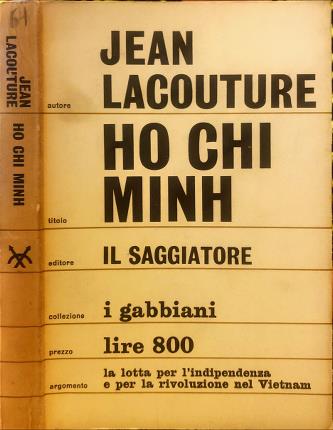 64
JEAN
LACOUTURE
HO CHI MINH
autore
JEAN
LACOUTURE
titolo
HO CHI
MINH
editore
IL SAGGIATORE
collezione
i gabbiani
prezzo
lire 800
argomento
la lotta per l'indipendenza
e per la rivoluzione nel Vietnam